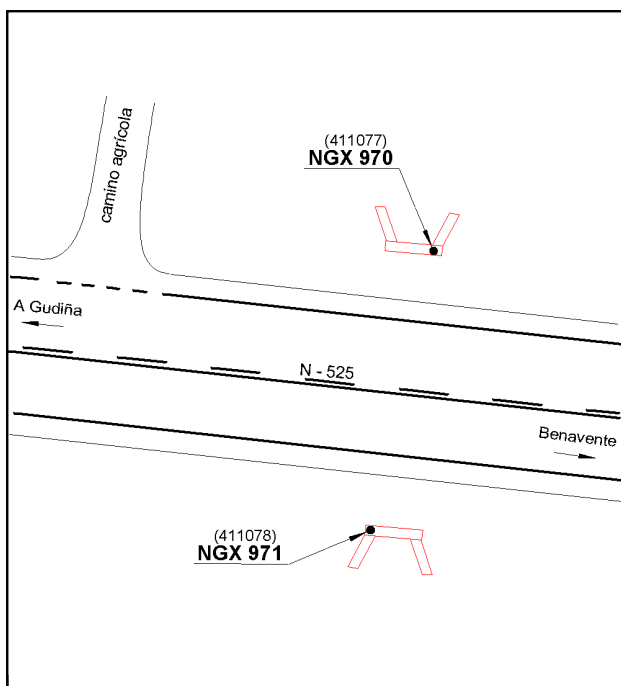 camino agrícola
(411077)
NGX 970
A Gudiña
N - 525
Benavente
(411078)
NGX 971